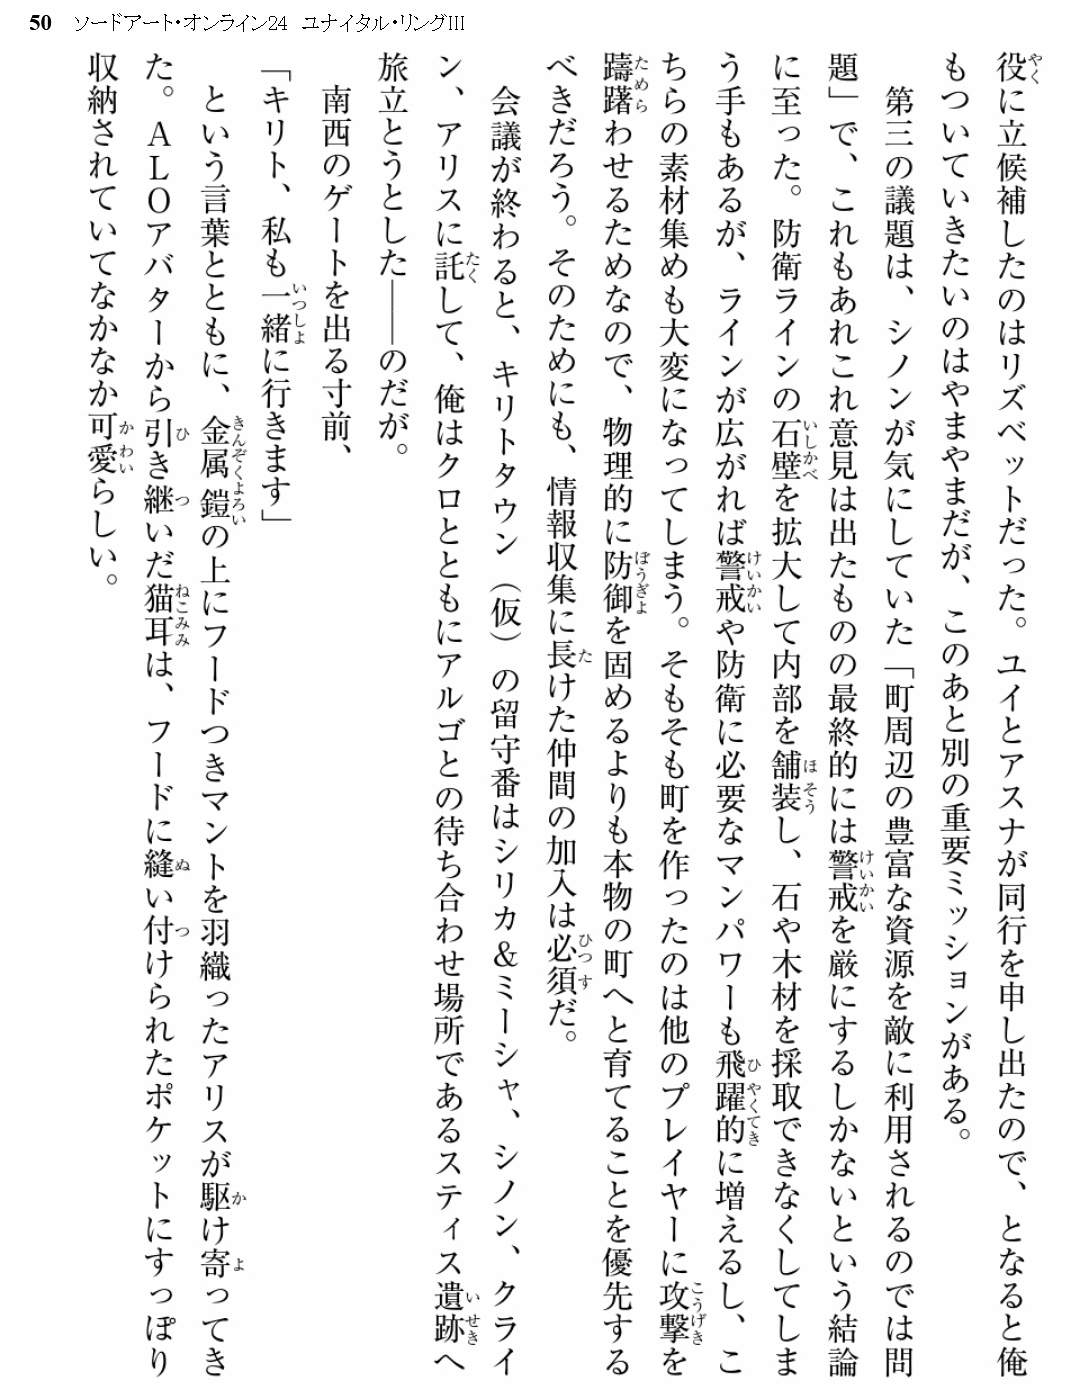 50 ソードアート・オンライン24 ユナイタル・リングIII
役に立候補したのはリズベットだった。ユイとアスナが同行を申し出たので、となると俺
もついていきたいのはやまやまだが、このあと別の重要ミッションがある。
第三の議題は、シノンが気にしていた「町周辺の豊富な資源を敵に利用されるのでは問
題」で、これもあれこれ意見は出たものの最終的には警戒を厳にするしかないという結論
に至った。防衛ラインの石壁を拡大して内部を舗装し、石や木材を採取できなくしてしま
う手もあるが、ラインが広がれば警戒や防衛に必要なマンパワーも飛躍的に増えるし、こ
ちらの素材集めも大変になってしまう。そもそも町を作ったのは他のプレイヤーに攻撃を
躊躇わせるためなので、物理的に防御を固めるよりも本物の町へと育てることを優先する
べきだろう。そのためにも、情報収集に長けた仲間の加入は必須だ。
会議が終わると、キリトタウン（仮）の留守番はシリカ＆ミーシャ、シノン、クライ
ン、アリスに託して、俺はクロとともにアルゴとの待ち合わせ場所であるスティス遺跡へ
旅立とうとした――のだが。
南西のゲートを出る寸前、
「キリト、私も一緒に行きます」
という言葉とともに、金属鎧の上にフードつきマントを羽織ったアリスが駆け寄ってき
た。ＡＬＯアバターから引き継いだ猫耳は、フードに縫い付けられたポケットにすっぽり
収納されていてなかなか可愛らしい。